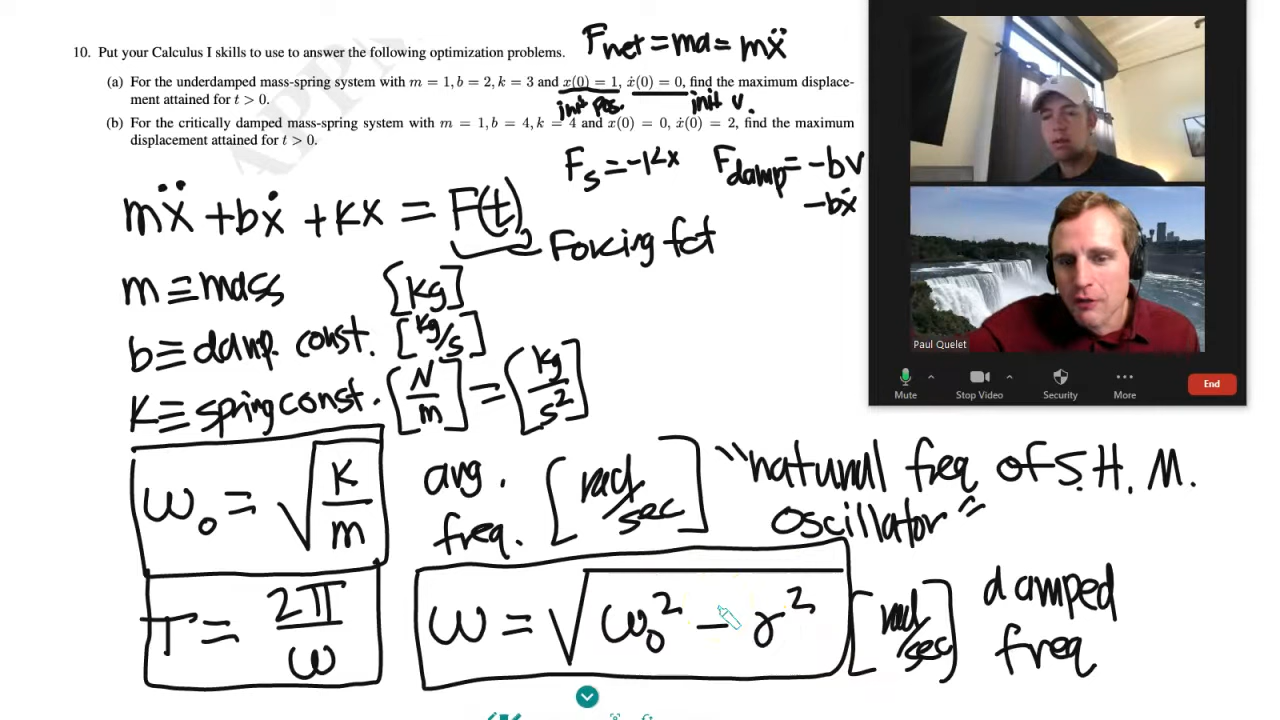 10. Put your Calculus I skills to use to answer the following optimization problems.
Fnet = ma = mẍ
(a) For the underdamped mass-spring system with m = 1, b = 2, k = 3 and x(0) = 1, ẋ(0) = 0, find the maximum displace-
ment attained for t > 0.
init pos. init v.
(b) For the critically damped mass-spring system with m = 1, b = 4, k = 4 and x(0) = 0, ẋ(0) = 2, find the maximum
displacement attained for t > 0.
Fs = -kx Fdamp = -bv
-bẋ
mẍ + bẋ + kx = F(t)
Forcing fct
m ≡ mass [kg]
b ≡ damp. const. [kg/s]
k ≡ spring const. [N/m] = [kg/s²]
ω₀ = √(k/m) ang. freq. [rad/sec] "natural freq of S.H.M.
oscillator"
T = 2π/ω ω = √(ω₀² - γ²) [rad/sec] damped
freq
Paul Quelet
Mute Stop Video Security More End